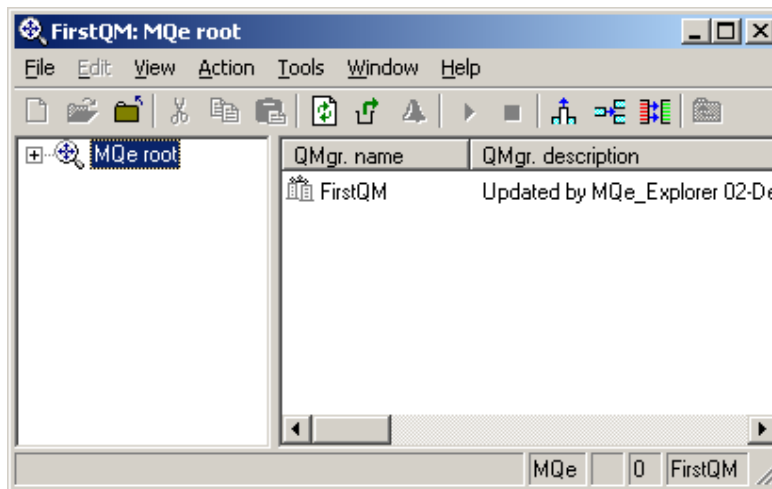 FirstQM: MQe root
File Edit View Action Tools Window Help
MQe root
QMgr. name QMgr. description
FirstQM Updated by MQe_Explorer 02-De
MQe 0 FirstQM